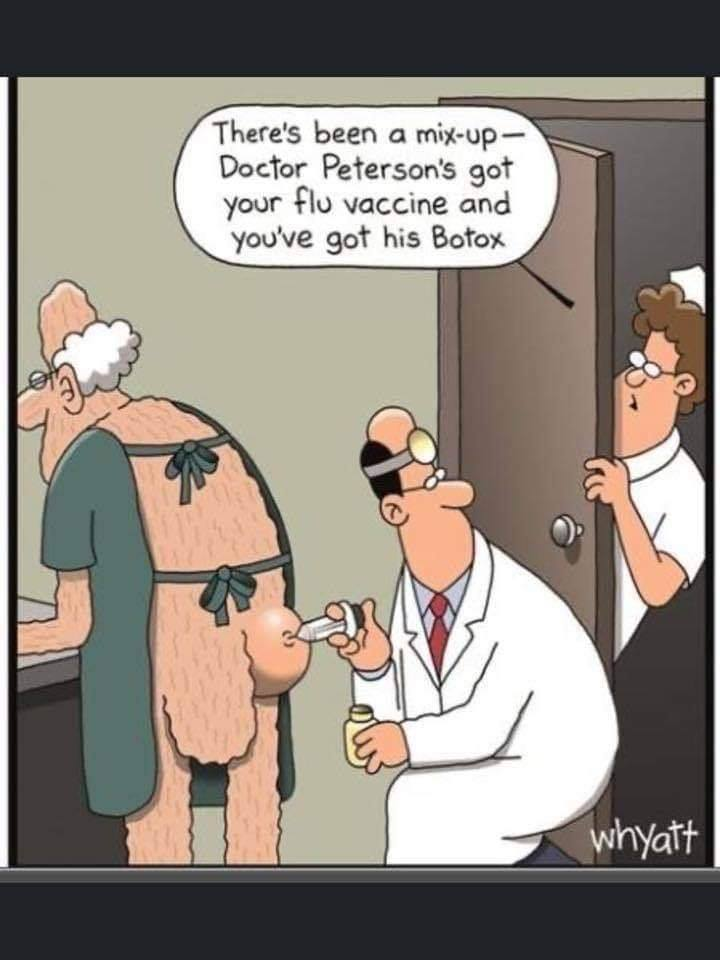 There's been a mix-up—
Doctor Peterson's got
your flu vaccine and
you've got his Botox
whyatt